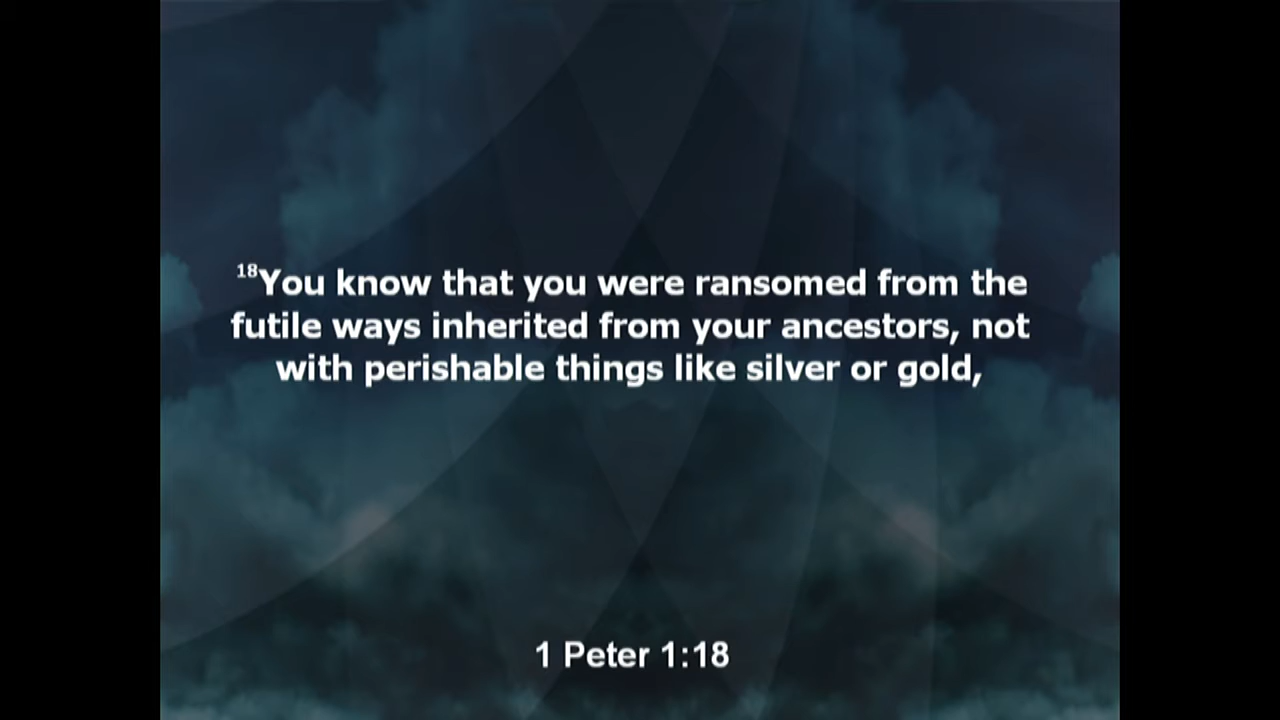 18You know that you were ransomed from the
futile ways inherited from your ancestors, not
with perishable things like silver or gold,
1 Peter 1:18